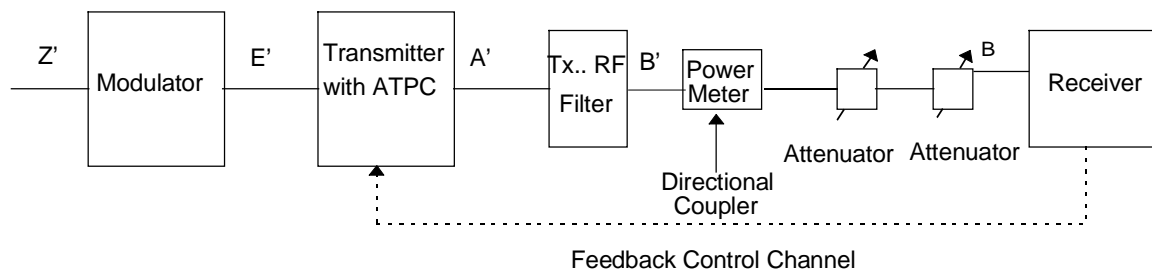 Z’
Modulator
E’
Transmitter
with ATPC
A’
Tx.. RF
Filter
B’
Power
Meter
Directional
Coupler
Attenuator
Attenuator
B
Receiver
Feedback Control Channel